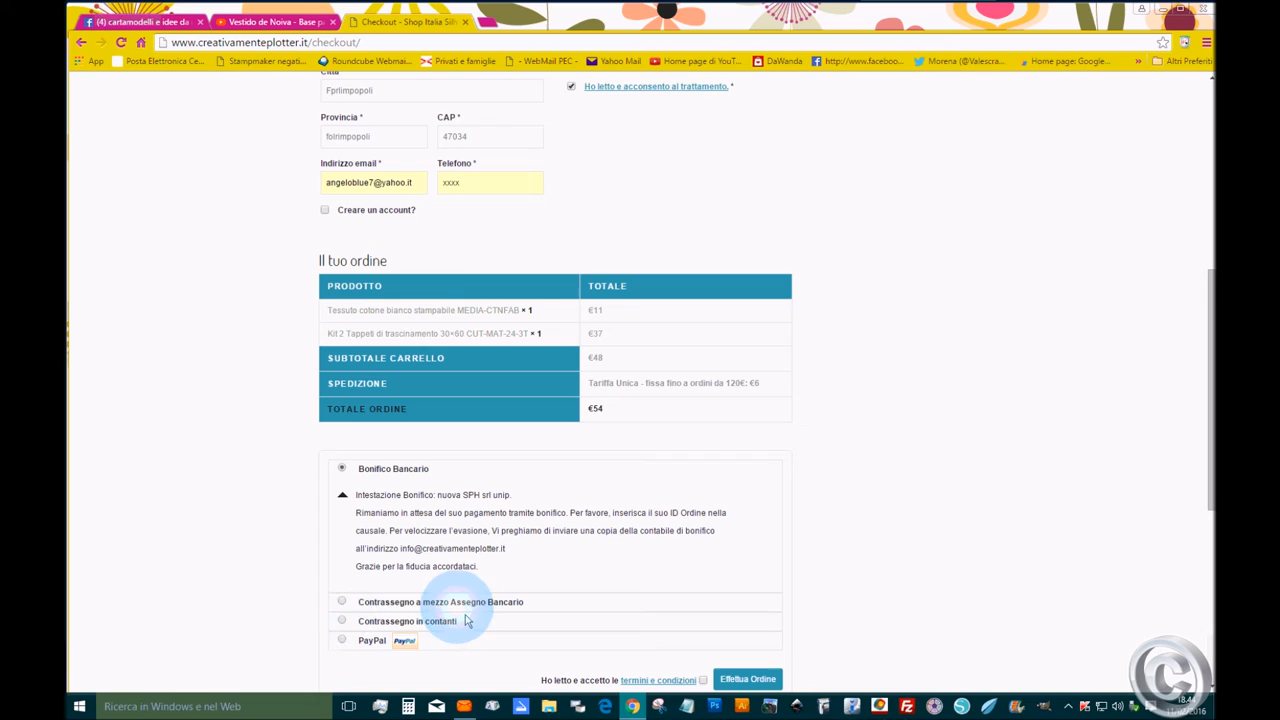 (4) cartamodelli e idee da
Vestido de Noiva - Base pa
Checkout - Shop Italia Silh
www.creativamenteplotter.it/checkout/
App
Posta Elettronica Ce...
Stampmaker negati...
Roundcube Webmai...
Privati e famiglie
- WebMail PEC -
Yahoo Mail
Home page di YouT...
DaWanda
http://www.faceboo...
Morena (@Valescra...
Home page: Google...
»
Altri Preferiti
Città
Fprlimpopoli
Ho letto e acconsento al trattamento. *
Provincia * CAP *
folrimpopoli 47034
Indirizzo email * Telefono *
angeloblue7@yahoo.it xxxx
Creare un account?
Il tuo ordine
PRODOTTO TOTALE
Tessuto cotone bianco stampabile MEDIA-CTNFAB × 1 €11
Kit 2 Tappeti di trascinamento 30×60 CUT-MAT-24-3T × 1 €37
SUBTOTALE CARRELLO €48
SPEDIZIONE Tariffa Unica - fissa fino a ordini da 120€: €6
TOTALE ORDINE €54
Bonifico Bancario
Intestazione Bonifico: nuova SPH srl unip.
Rimaniamo in attesa del suo pagamento tramite bonifico. Per favore, inserisca il suo ID Ordine nella
causale. Per velocizzare l'evasione, Vi preghiamo di inviare una copia della contabile di bonifico
all'indirizzo info@creativamenteplotter.it
Grazie per la fiducia accordataci.
Contrassegno a mezzo Assegno Bancario
Contrassegno in contanti
PayPal PayPal
Ho letto e accetto le termini e condizioni Effettua Ordine
Ricerca in Windows e nel Web
18.44
11/02/2016